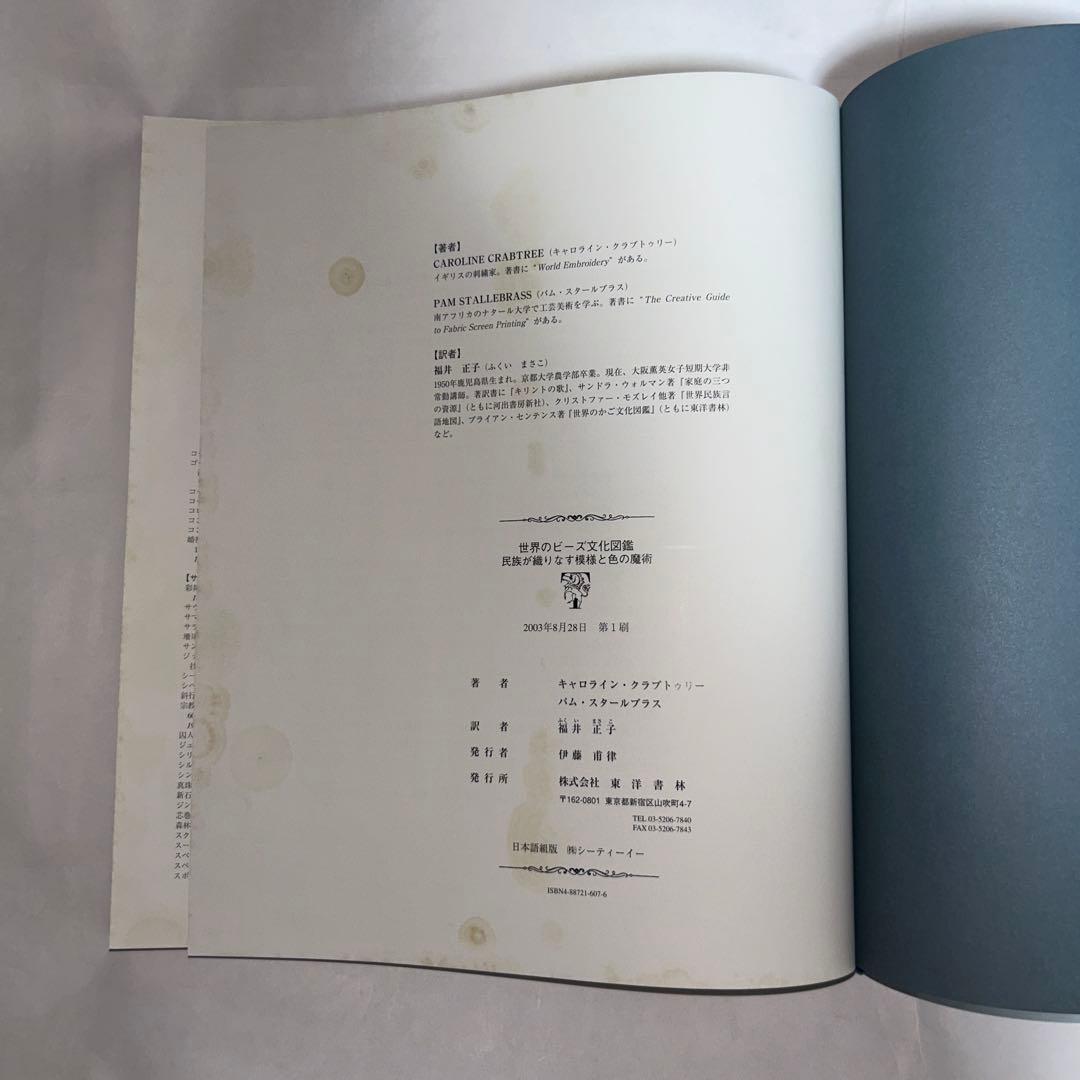 【著者】
CAROLINE CRABTREE（キャロライン・クラブトゥリー）
イギリスの刺繡家。著書に“World Embroidery”がある。
PAM STALLEBRASS（パム・スタールブラス）
南アフリカのナタール大学で工芸美術を学ぶ。著書に“The Creative Guide
to Fabric Screen Printing”がある。
【訳者】
福井　正子（ふくい　まさこ）
1950年鹿児島県生まれ。京都大学農学部卒業。現在、大阪薫英女子短期大学非
常勤講師。著訳書に『キリントの歌』、サンドラ・ウォルマン著『家庭の三つ
の資源』（ともに河出書房新社）、クリストファー・モズレイ他著『世界民族言
語地図』、ブライアン・センテンス著『世界のかご文化図鑑』（ともに東洋書林）
など。
世界のビーズ文化図鑑
民族が織りなす模様と色の魔術
2003年8月28日　第1刷
著　者　キャロライン・クラブトゥリー
パム・スタールブラス
ふくい　まさこ
訳　者　福井　正子
発行者　伊藤　甫律
発行所　株式会社　東洋書林
〒162-0801　東京都新宿区山吹町4-7
TEL 03-5206-7840
FAX 03-5206-7843
日本語組版　㈱シーティーイー
ISBN4-88721-607-6